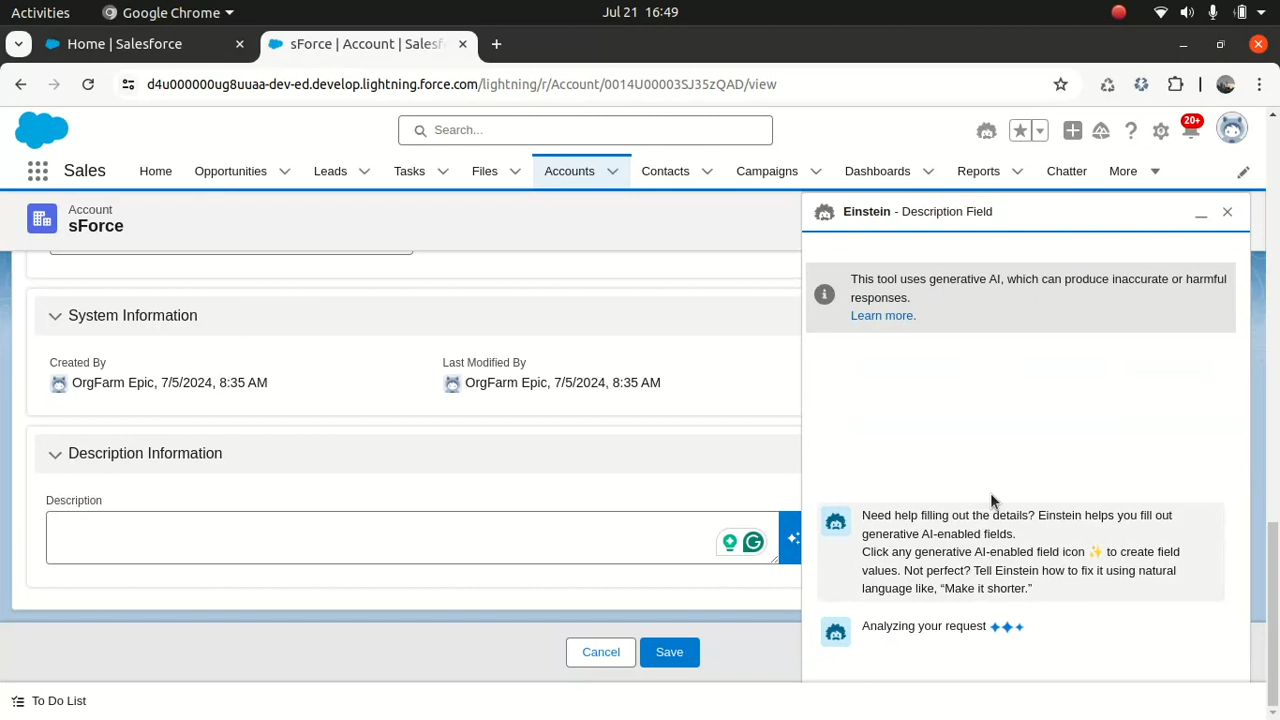 Activities
Google Chrome
Jul 21 16:49
Home | Salesforce
sForce | Account | Salesf
d4u000000ug8uuaa-dev-ed.develop.lightning.force.com/lightning/r/Account/0014U00003SJ35zQAD/view
Search...
20+
Sales
Home
Opportunities
Leads
Tasks
Files
Accounts
Contacts
Campaigns
Dashboards
Reports
Chatter
More
Account
sForce
Einstein - Description Field
This tool uses generative AI, which can produce inaccurate or harmful
responses.
Learn more.
System Information
Created By
Last Modified By
OrgFarm Epic, 7/5/2024, 8:35 AM
OrgFarm Epic, 7/5/2024, 8:35 AM
Description Information
Description
Need help filling out the details? Einstein helps you fill out
generative AI-enabled fields.
Click any generative AI-enabled field icon ✨ to create field
values. Not perfect? Tell Einstein how to fix it using natural
language like, “Make it shorter.”
Analyzing your request
Cancel
Save
To Do List